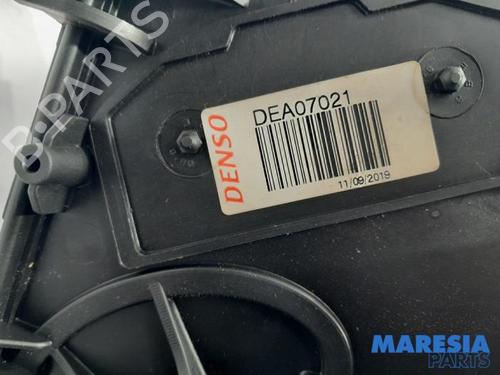 B-PARTS
DENSO
DEA07021
11/09/2019
MARESIA
PARTS